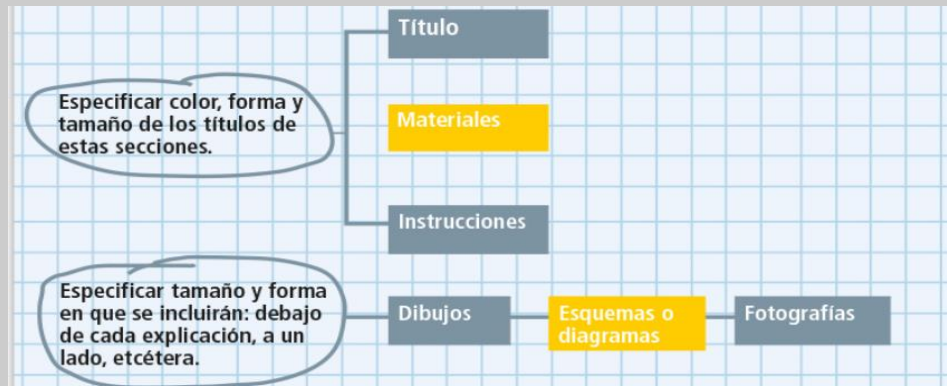 Título
Especificar color, forma y
tamaño de los títulos de
estas secciones.
Materiales
Instrucciones
Especificar tamaño y forma
en que se incluirán: debajo
de cada explicación, a un
lado, etcétera.
Dibujos
Esquemas o
diagramas
Fotografías